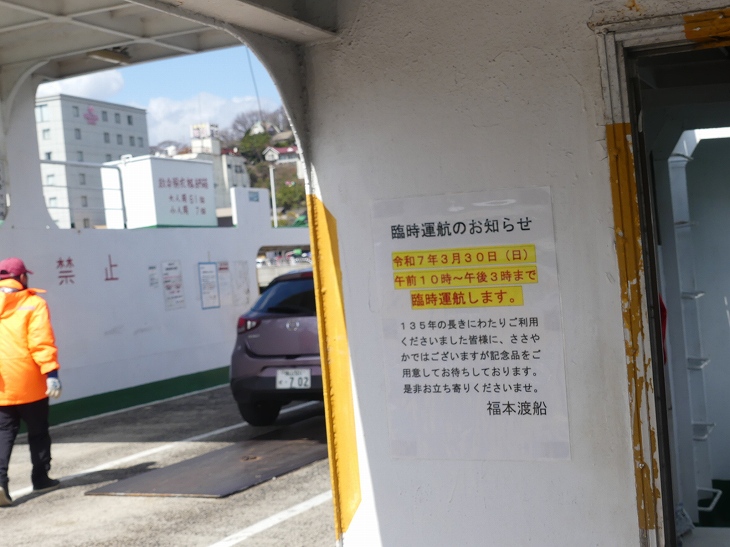 臨時運航のお知らせ
令和7年3月30日(日)
午前10時～午後3時まで
臨時運航します。
135年の長きにわたりご利用
くださいました皆様に、ささや
かではございますが記念品をご
用意してお待ちしております。
是非お立ち寄りくださいませ。
福本渡船
禁止
702